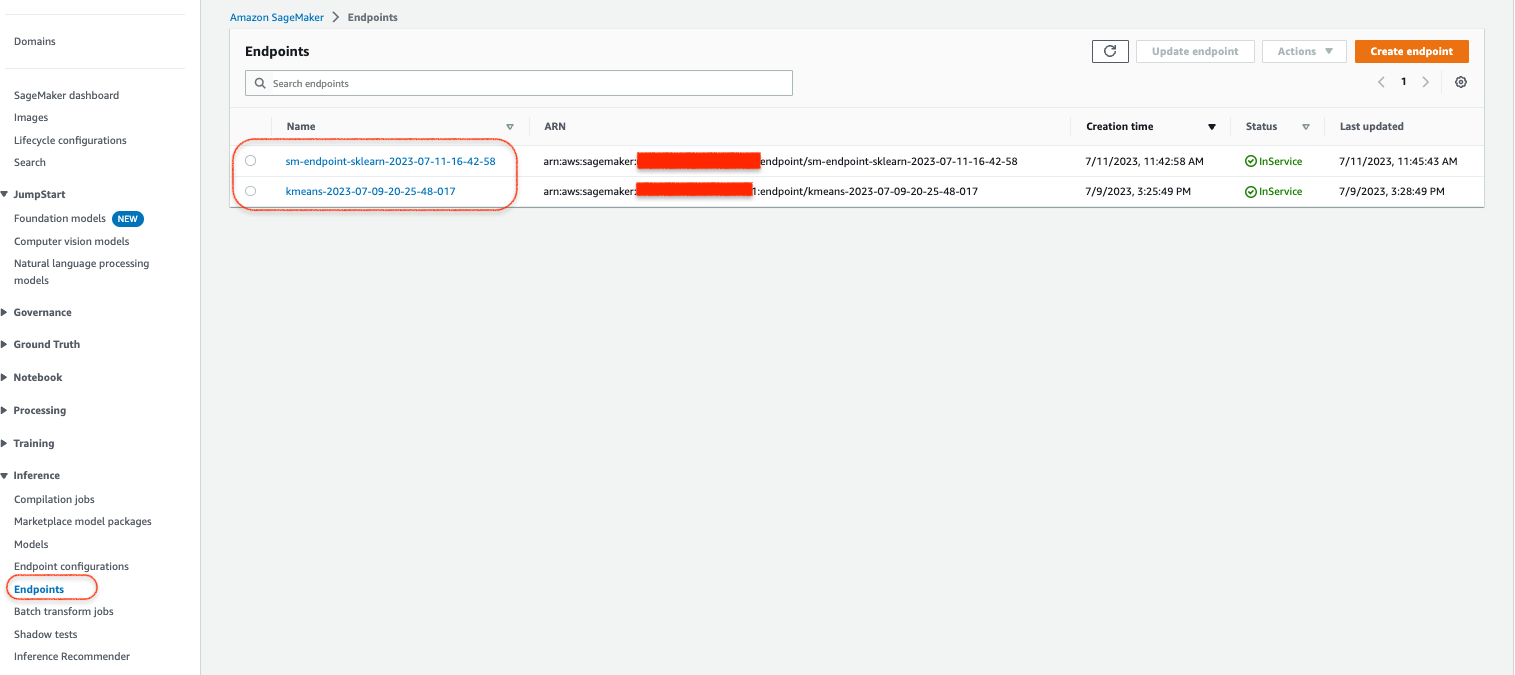 Domains
SageMaker dashboard
Images
Lifecycle configurations
Search
JumpStart
Foundation models NEW
Computer vision models
Natural language processing
models
Governance
Ground Truth
Notebook
Processing
Training
Inference
Compilation jobs
Marketplace model packages
Models
Endpoint configurations
Endpoints
Batch transform jobs
Shadow tests
Inference Recommender
Amazon SageMaker > Endpoints
Endpoints
Update endpoint Actions Create endpoint
Search endpoints
1
Name ARN Creation time Status Last updated
sm-endpoint-sklearn-2023-07-11-16-42-58 arn:aws:sagemaker: endpoint/sm-endpoint-sklearn-2023-07-11-16-42-58 7/11/2023, 11:42:58 AM InService 7/11/2023, 11:45:43 AM
kmeans-2023-07-09-20-25-48-017 arn:aws:sagemaker: 1:endpoint/kmeans-2023-07-09-20-25-48-017 7/9/2023, 3:25:49 PM InService 7/9/2023, 3:28:49 PM